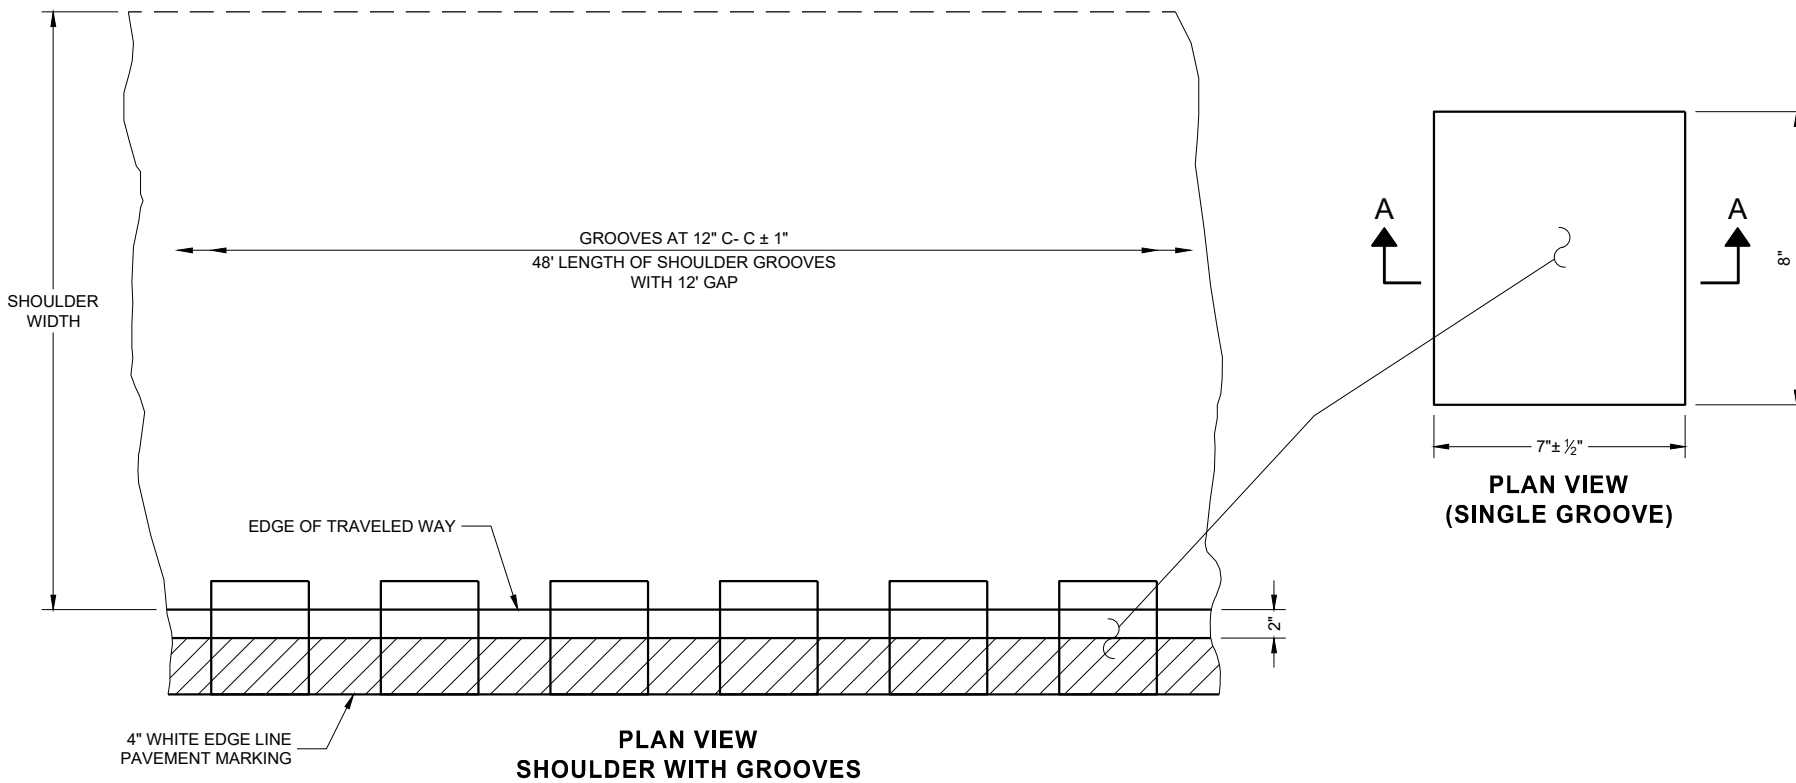 GROOVES AT 12" C- C ± 1"
48' LENGTH OF SHOULDER GROOVES
WITH 12' GAP
SHOULDER
WIDTH
EDGE OF TRAVELED WAY
2"
4" WHITE EDGE LINE
PAVEMENT MARKING
PLAN VIEW
SHOULDER WITH GROOVES
A
A
8"
7"± ½"
PLAN VIEW
(SINGLE GROOVE)